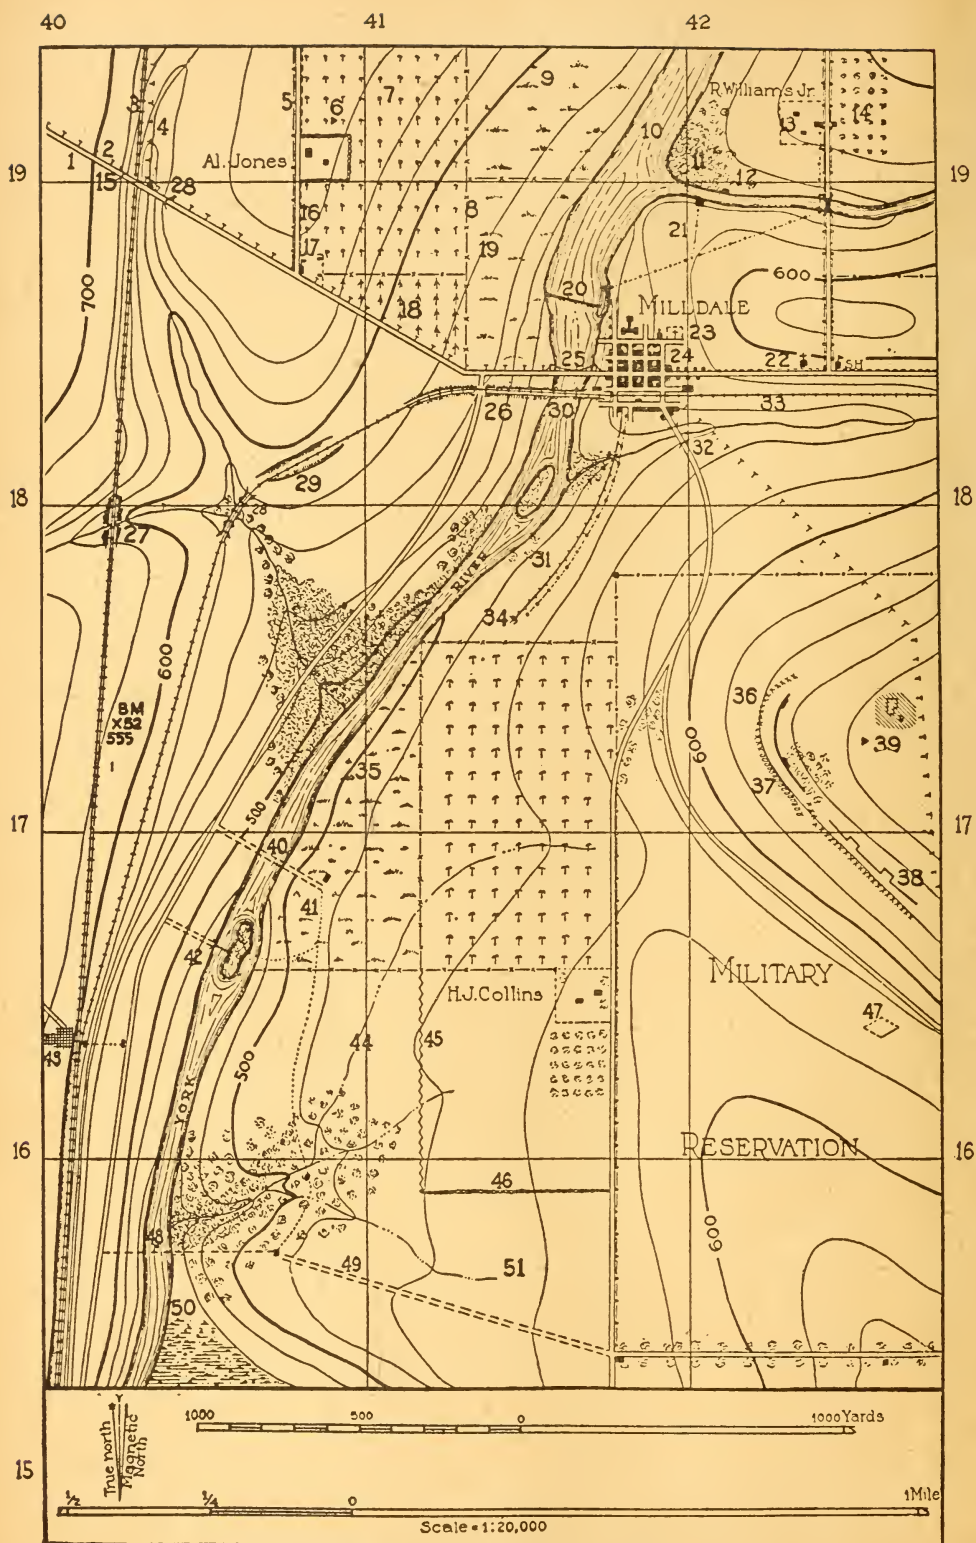 40 41 42
3 5 6 7 9
R.Williams Jr.
4 10 13 14
1 2 Al. Jones 11
19 15 28 12 19
16 8 21
17 19
700 600
20 MILLDALE
18 23
25 24 22 SH
26 30 33
32
29
18 28 18
27 31
RIVER
34
600
BM
X52
555
36
600 39
35
37
500
17 40 17
38
41
42
MILITARY
H.J.Collins
47
43 500 44 45
YORK
16 RESERVATION 16
46
600
48
49 51
50
1000 500 0 1000 Yards
True north
Magnetic
North
15
1/2 1/4 0 1 Mile
Scale = 1:20,000